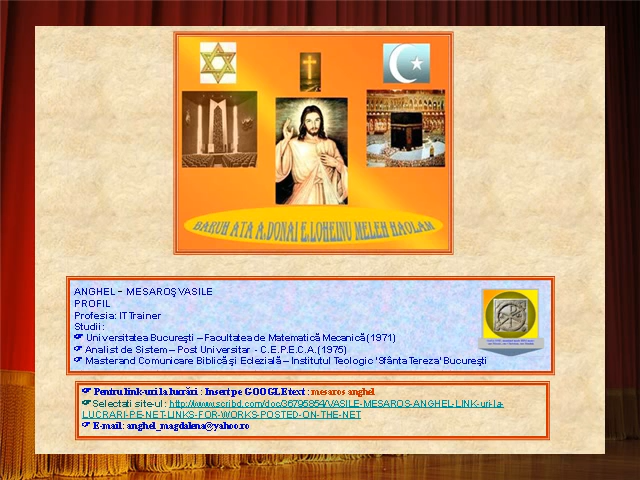 BARUH ATA A.DONAI E.LOHEINU MELEH HAOLAM
ANGHEL - MESAROŞ VASILE
PROFIL
Profesia: IT Trainer
Studii:
Universitatea Bucureşti – Facultatea de Matematică Mecanică (1971)
Analist de Sistem – Post Universitar - C.E.P.E.C.A. (1975)
Masterand Comunicare Biblică şi Eclezială – Institutul Teologic 'Sfânta Tereza' Bucureşti
Pentru link-uri la lucrări : Insert pe GOOGLE text : mesaros anghel
Selectati site-ul : http://www.scribd.com/doc/36795854/VASILE-MESAROS-ANGHEL-LINK-uri-la-
LUCRARI-PE-NET-LINKS-FOR-WORKS-POSTED-ON-THE-NET
E-mail: anghel_magdalena@yahoo.ro